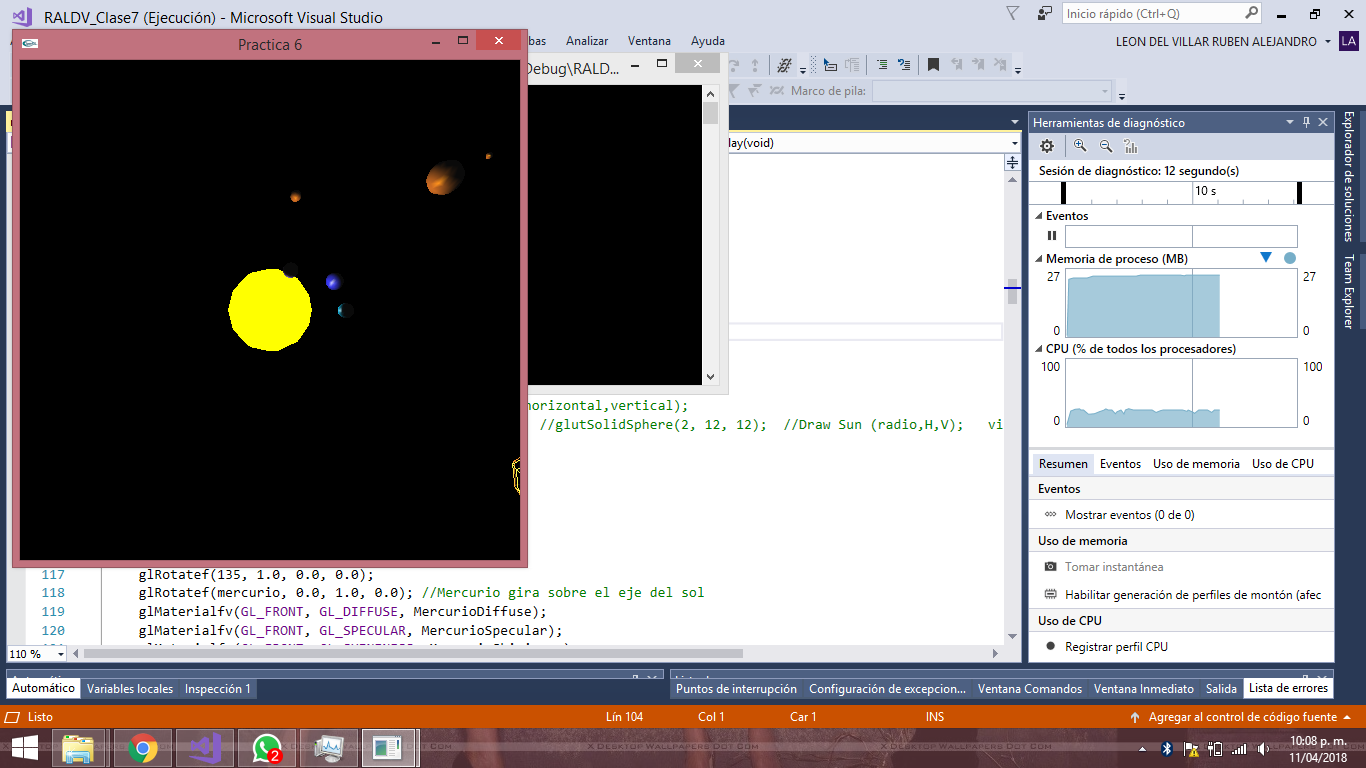 RALDV_Clase7 (Ejecución) - Microsoft Visual Studio
Inicio rápido (Ctrl+Q)
Practica 6
Analizar Ventana Ayuda
LEON DEL VILLAR RUBEN ALEJANDRO LA
Debug\RALD...
Marco de pila:
lay(void)
Herramientas de diagnóstico
Sesión de diagnóstico: 12 segundo(s)
10 s
Eventos
Memoria de proceso (MB)
27 27
0 0
CPU (% de todos los procesadores)
100 100
0 0
Resumen Eventos Uso de memoria Uso de CPU
Eventos
Mostrar eventos (0 de 0)
Uso de memoria
Tomar instantánea
Habilitar generación de perfiles de montón (afec
Uso de CPU
Registrar perfil CPU
Explorador de soluciones
Team Explorer
horizontal,vertical);
//glutSolidSphere(2, 12, 12); //Draw Sun (radio,H,V); vi
117 glRotatef(135, 1.0, 0.0, 0.0);
118 glRotatef(mercurio, 0.0, 1.0, 0.0); //Mercurio gira sobre el eje del sol
119 glMaterialfv(GL_FRONT, GL_DIFFUSE, MercurioDiffuse);
120 glMaterialfv(GL_FRONT, GL_SPECULAR, MercurioSpecular);
110 %
Automático Variables locales Inspección 1
Puntos de interrupción Configuración de excepcion... Ventana Comandos Ventana Inmediato Salida Lista de errores
Listo Lín 104 Col 1 Car 1 INS Agregar al control de código fuente
2
X Desktop Wallpapers Dot Com
10:08 p. m.
11/04/2018